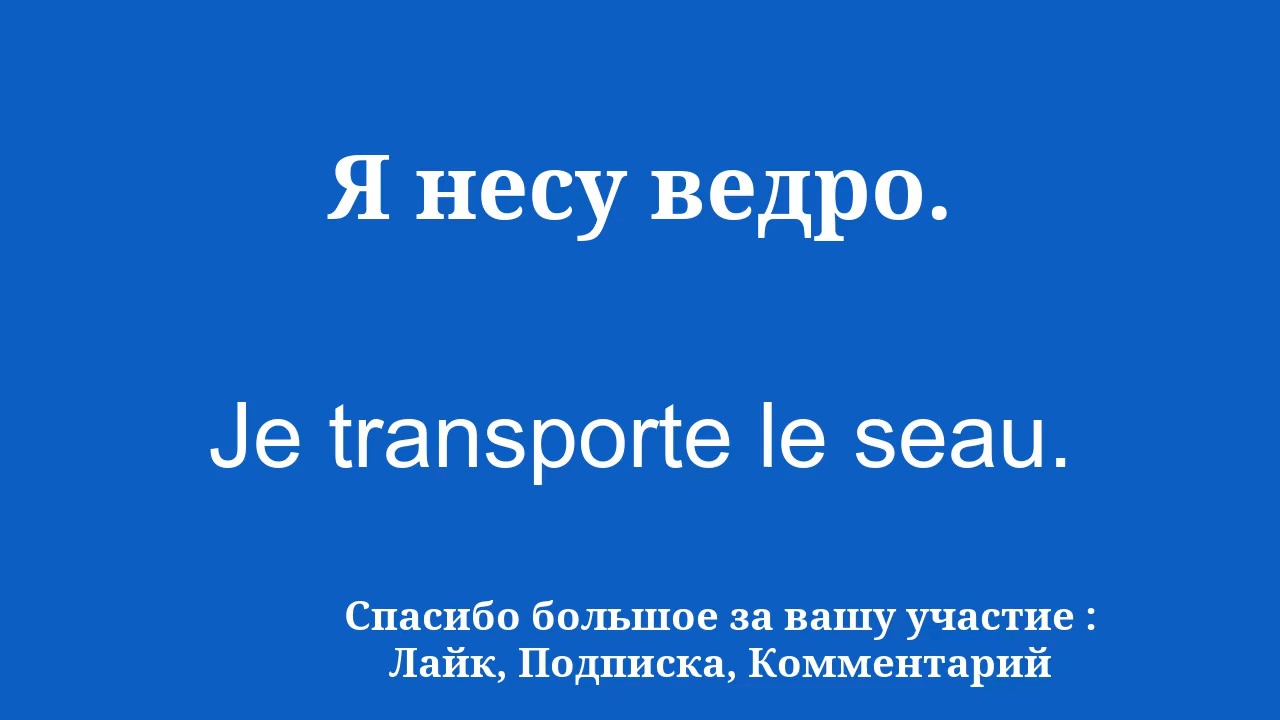 Я несу ведро.
Je transporte le seau.
Спасибо большое за вашу участие :
Лайк, Подписка, Комментарий